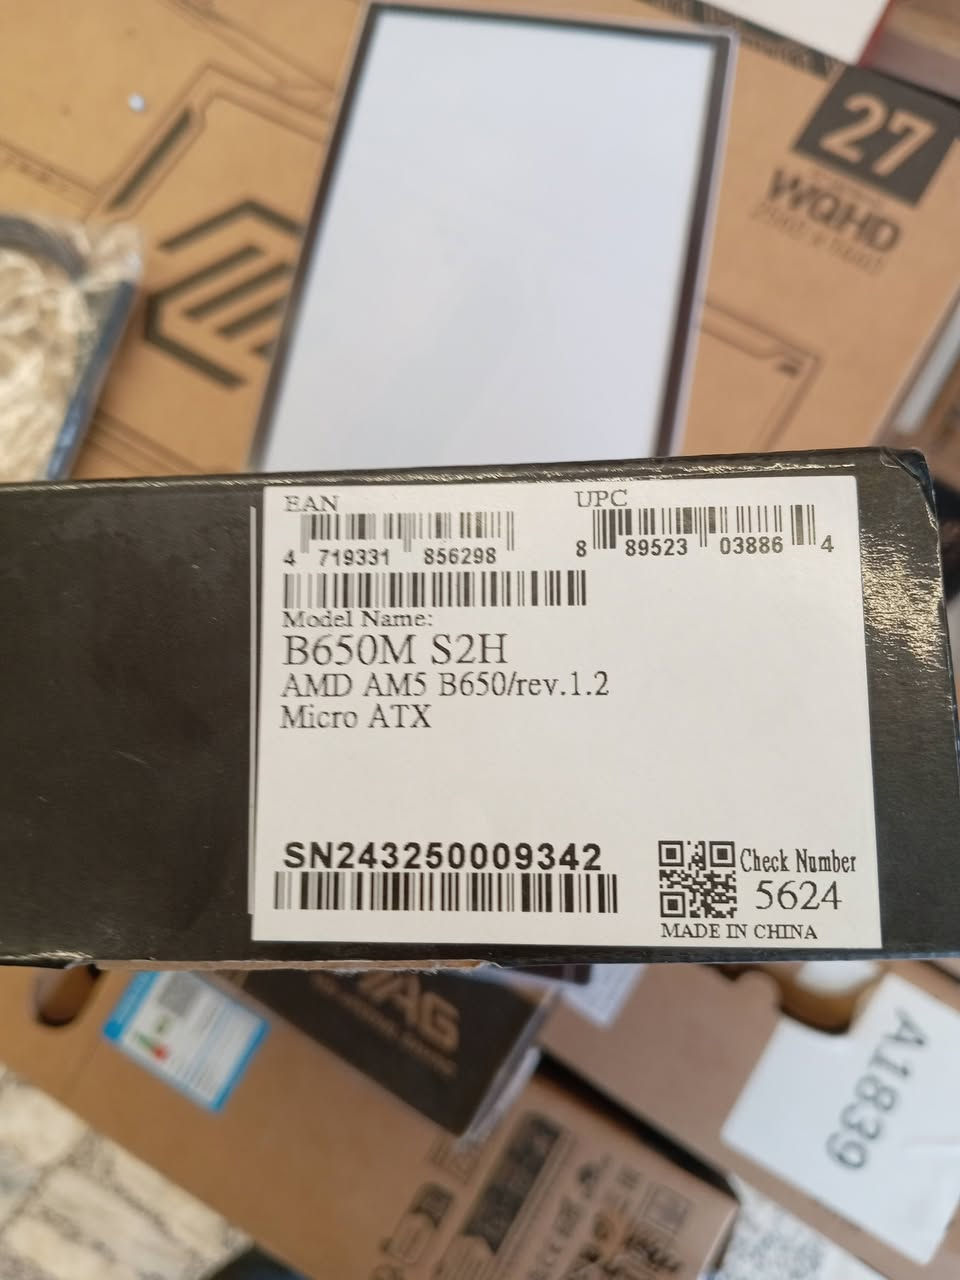 27
WQHD
EAN
UPC
4 719331 856298
8 89523 03886 4
Model Name:
B650M S2H
AMD AM5 B650/rev.1.2
Micro ATX
SN243250009342
Check Number
5624
MADE IN CHINA
MAG
A1839